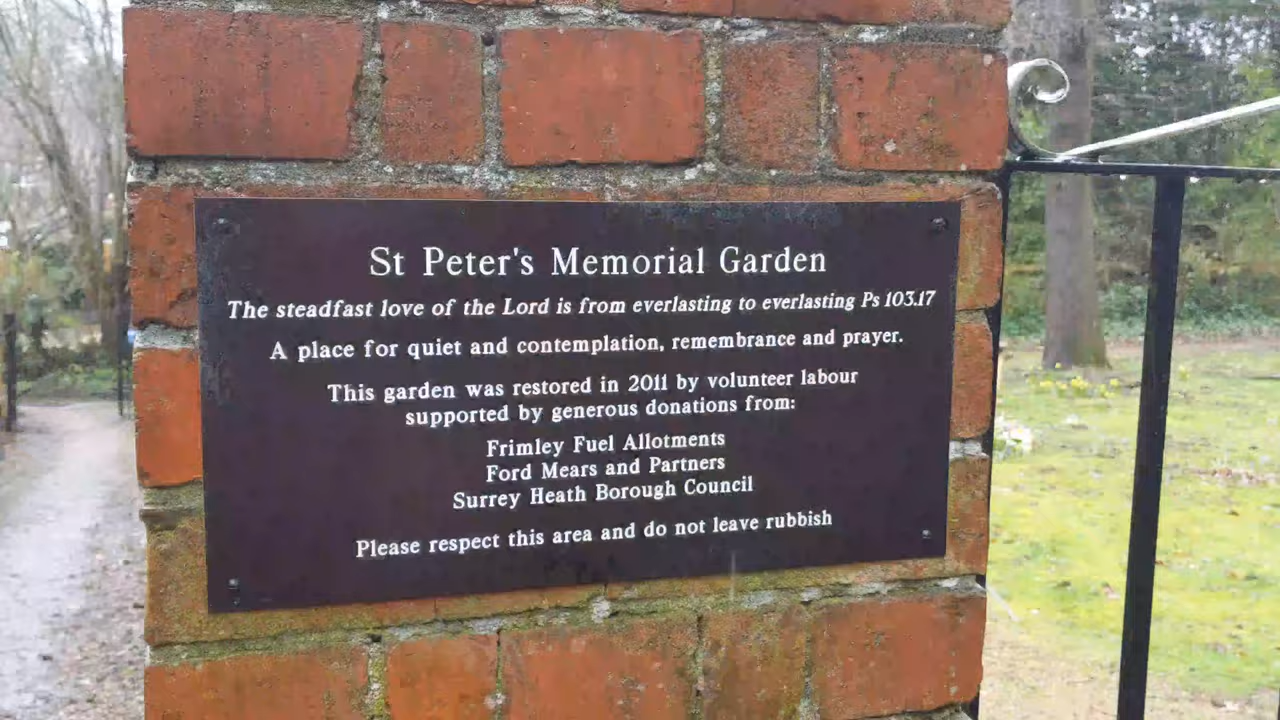 St Peter's Memorial Garden
The steadfast love of the Lord is from everlasting to everlasting Ps 103.17
A place for quiet and contemplation, remembrance and prayer.
This garden was restored in 2011 by volunteer labour
supported by generous donations from:
Frimley Fuel Allotments
Ford Mears and Partners
Surrey Heath Borough Council
Please respect this area and do not leave rubbish